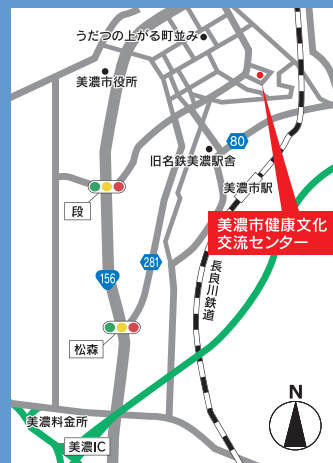 うだつの上がる町並み
美濃市役所
80
旧名鉄美濃駅舎
美濃市駅
段
美濃市健康文化
交流センター
281
156
長良川鉄道
松森
美濃料金所
美濃IC
N